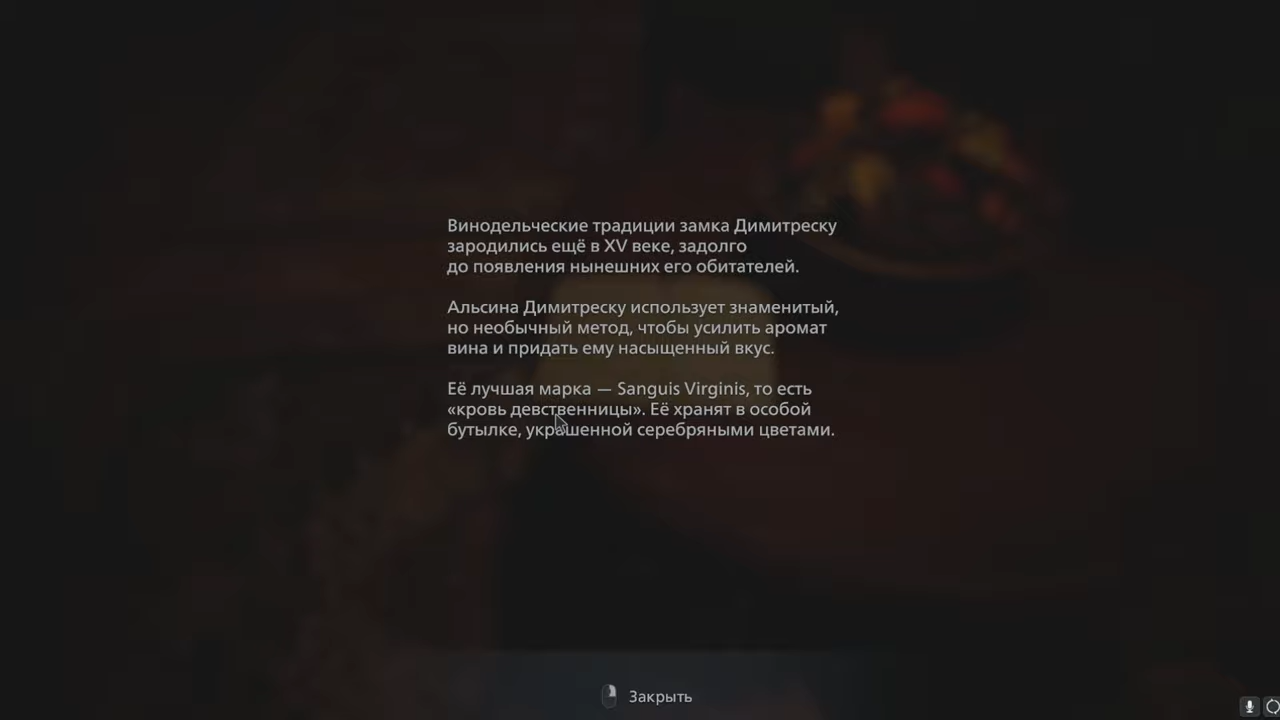 Винодельческие традиции замка Димитреску
зародились ещё в XV веке, задолго
до появления нынешних его обитателей.
Альсина Димитреску использует знаменитый,
но необычный метод, чтобы усилить аромат
вина и придать ему насыщенный вкус.
Её лучшая марка — Sanguis Virginis, то есть
«кровь девственницы». Её хранят в особой
бутылке, украшенной серебряными цветами.
Закрыть